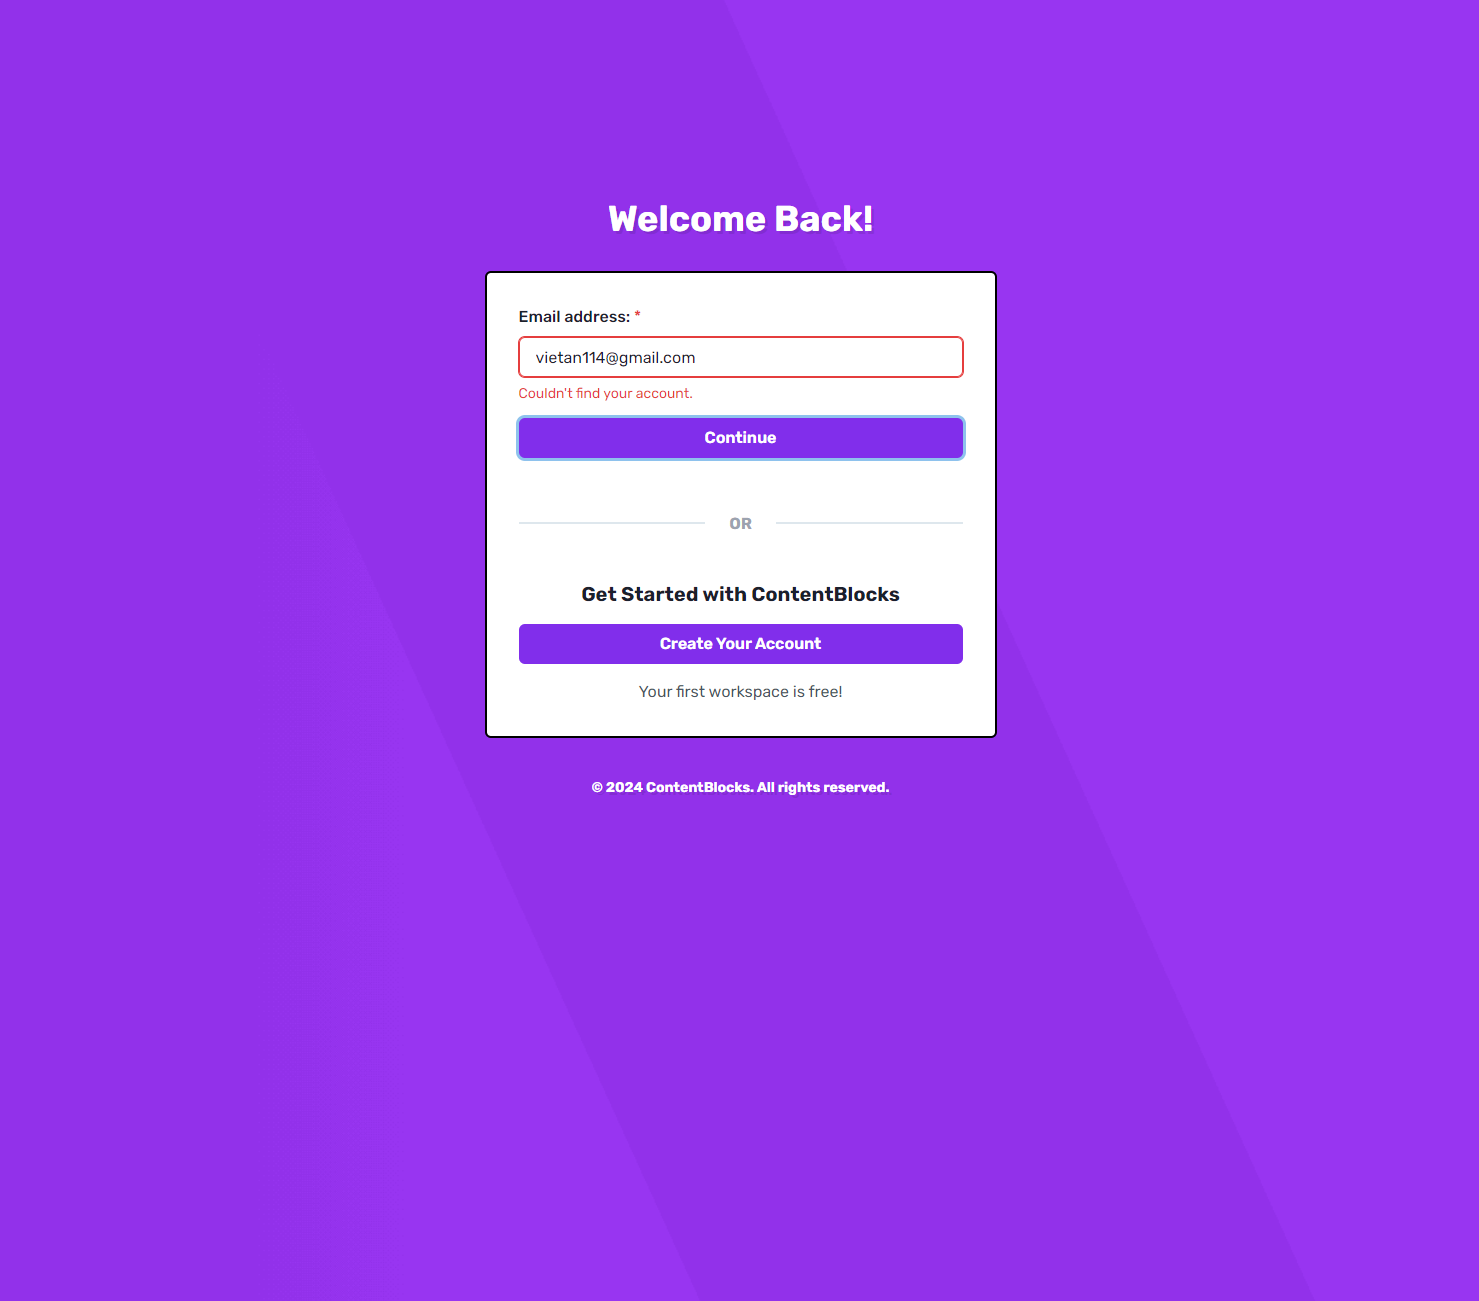 Welcome Back!
Email address: *
vietan114@gmail.com
Couldn't find your account.
Continue
OR
Get Started with ContentBlocks
Create Your Account
Your first workspace is free!
© 2024 ContentBlocks. All rights reserved.